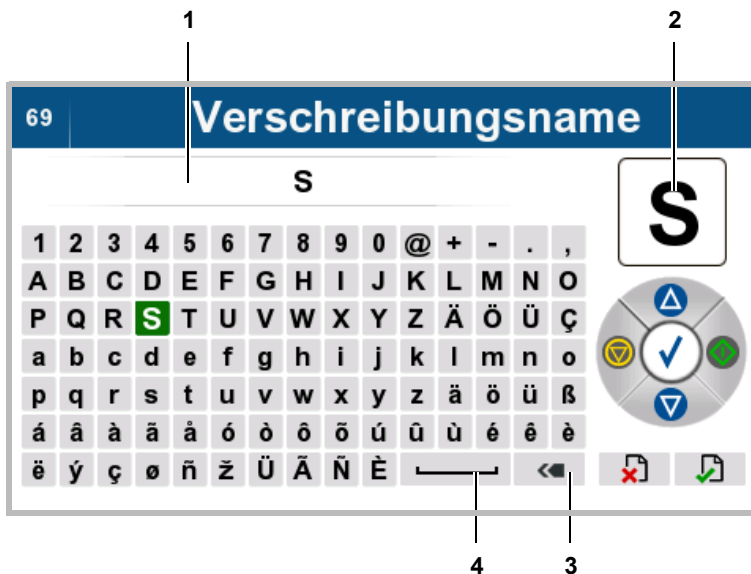 1 2
69 Verschreibungsname
S S
1 2 3 4 5 6 7 8 9 0 @ + - . ,
A B C D E F G H I J K L M N O
P Q R S T U V W X Y Z Ä Ö Ü Ç
a b c d e f g h i j k l m n o
p q r s t u v w x y z ä ö ü ß
á â à ã å ó ò ô õ ú û ù é ê è
ë ý ç ø ñ ž Ü Ã Ñ È
4 3